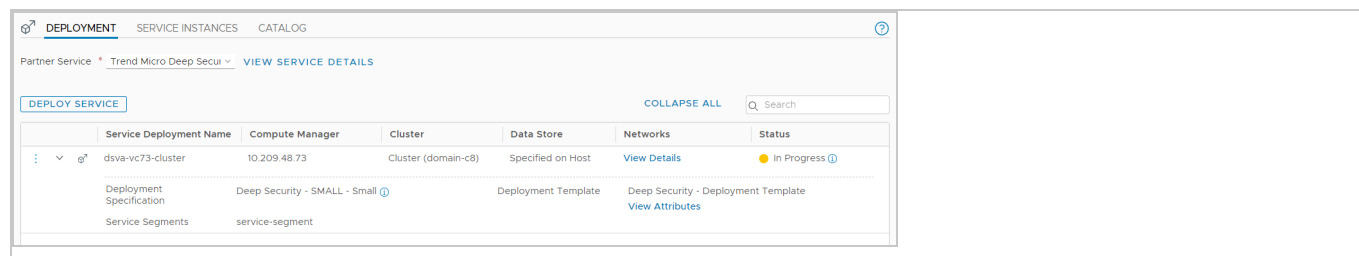 DEPLOYMENT SERVICE INSTANCES CATALOG
Partner Service * Trend Micro Deep Secur VIEW SERVICE DETAILS
DEPLOY SERVICE COLLAPSE ALL Search
Service Deployment Name Compute Manager Cluster Data Store Networks Status
dsva-vc73-cluster 10.209.48.73 Cluster (domain-c8) Specified on Host View Details In Progress
Deployment Specification Deep Security - SMALL - Small Deployment Template Deep Security - Deployment Template
View Attributes
Service Segments service-segment